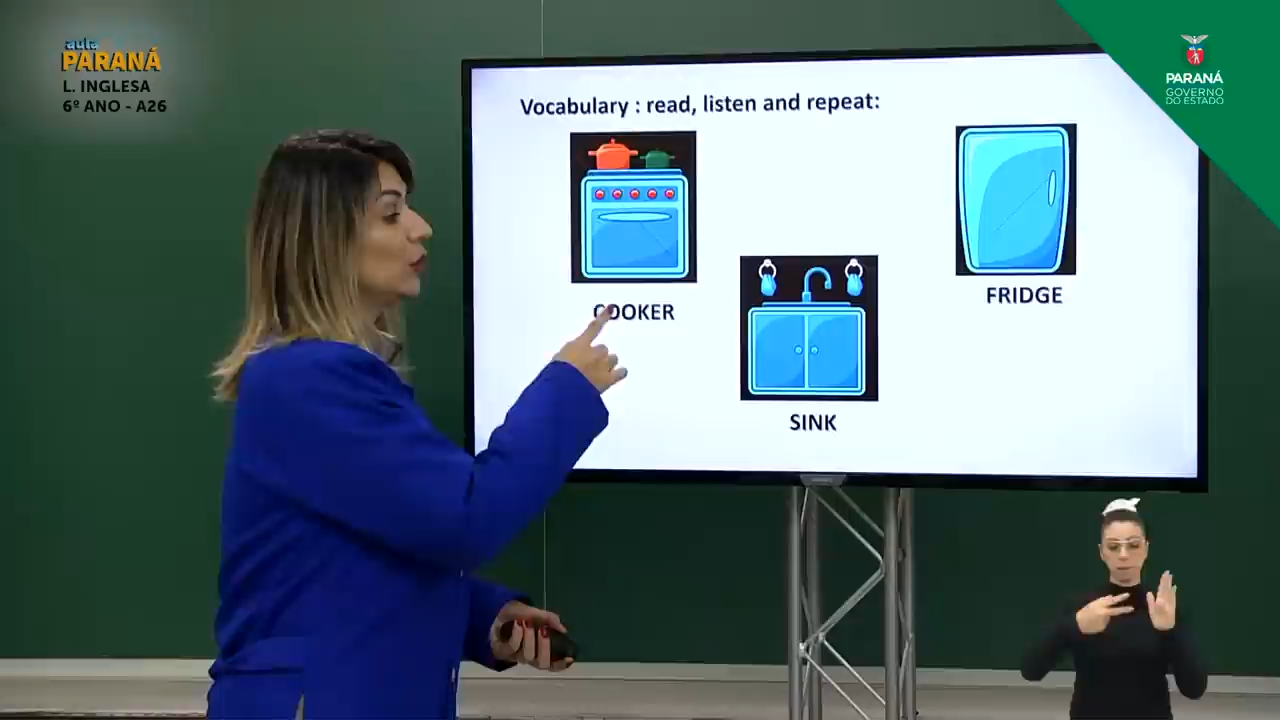 aula
PARANÁ
L. INGLESA
6º ANO - A26
PARANÁ
GOVERNO
DO ESTADO
Vocabulary : read, listen and repeat:
COOKER
FRIDGE
SINK